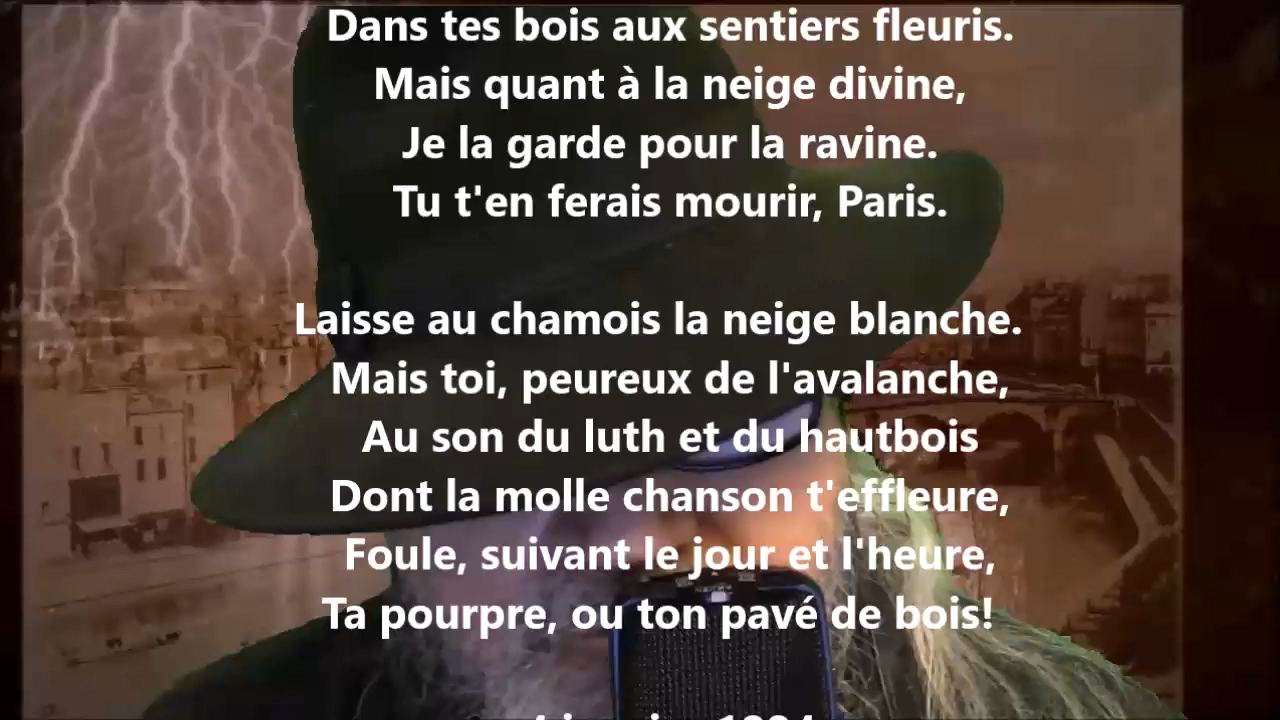 Dans tes bois aux sentiers fleuris.
Mais quant à la neige divine,
Je la garde pour la ravine.
Tu t'en ferais mourir, Paris.
Laisse au chamois la neige blanche.
Mais toi, peureux de l'avalanche,
Au son du luth et du hautbois
Dont la molle chanson t'effleure,
Foule, suivant le jour et l'heure,
Ta pourpre, ou ton pavé de bois!